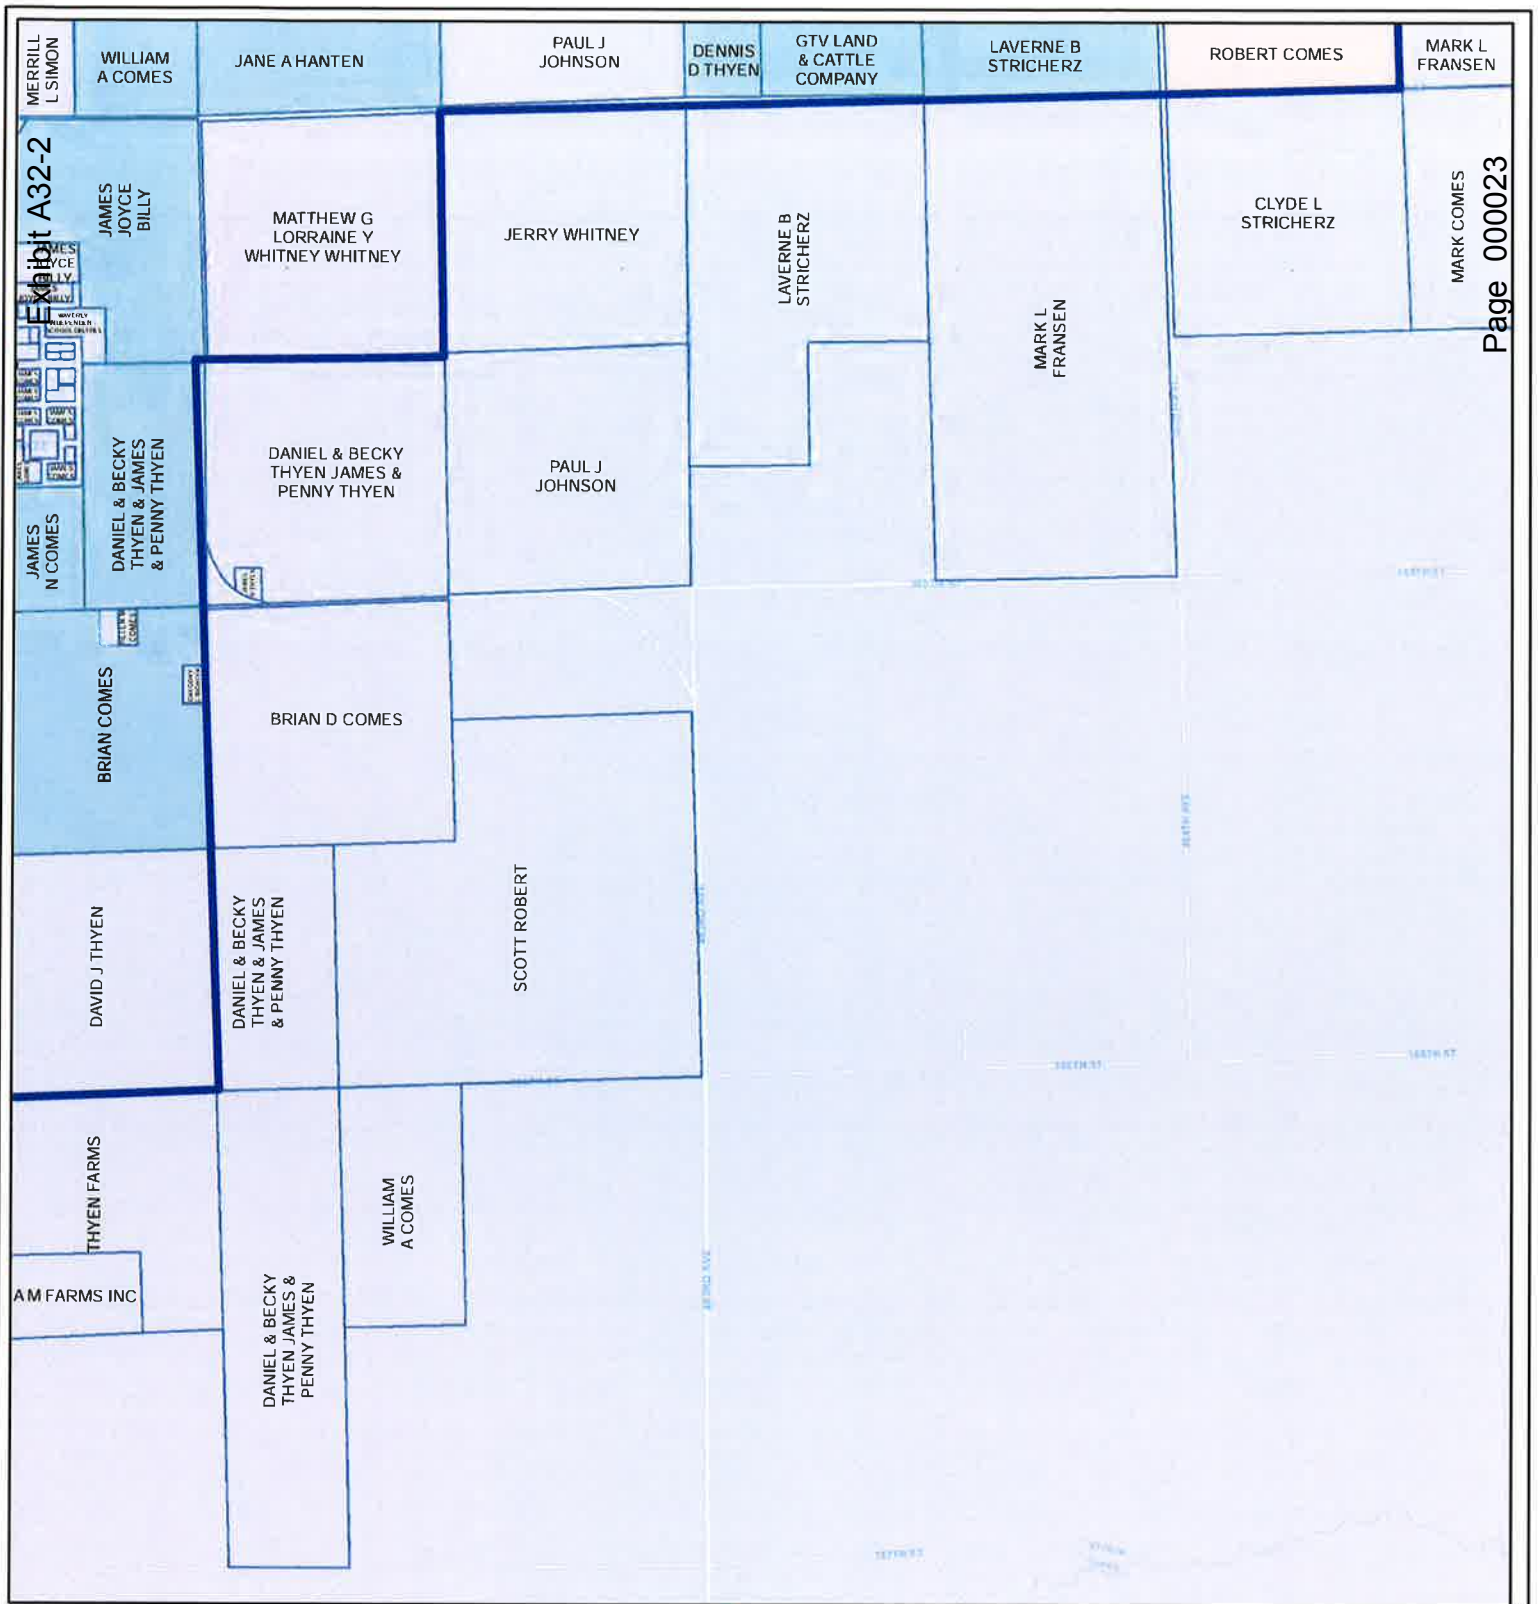 MERRILL
L SIMON
WILLIAM
A COMES
JANE A HANTEN
PAUL J
JOHNSON
DENNIS
D THYEN
GTV LAND
& CATTLE
COMPANY
LAVERNE B
STRICHERZ
ROBERT COMES
MARK L
FRANSEN
Exhibit A32-2
JAMES
JOYCE
BILLY
MATTHEW G
LORRAINE Y
WHITNEY WHITNEY
JERRY WHITNEY
LAVERNE B
STRICHERZ
MARK L
FRANSEN
CLYDE L
STRICHERZ
MARK COMES
Page 000023
DANIEL & BECKY
THYEN & JAMES
& PENNY THYEN
DANIEL & BECKY
THYEN JAMES &
PENNY THYEN
PAUL J
JOHNSON
JAMES
N COMES
BRIAN COMES
BRIAN D COMES
DAVID J THYEN
DANIEL & BECKY
THYEN & JAMES
& PENNY THYEN
SCOTT ROBERT
THYEN FARMS
WILLIAM
A COMES
A M FARMS INC
DANIEL & BECKY
THYEN JAMES &
PENNY THYEN